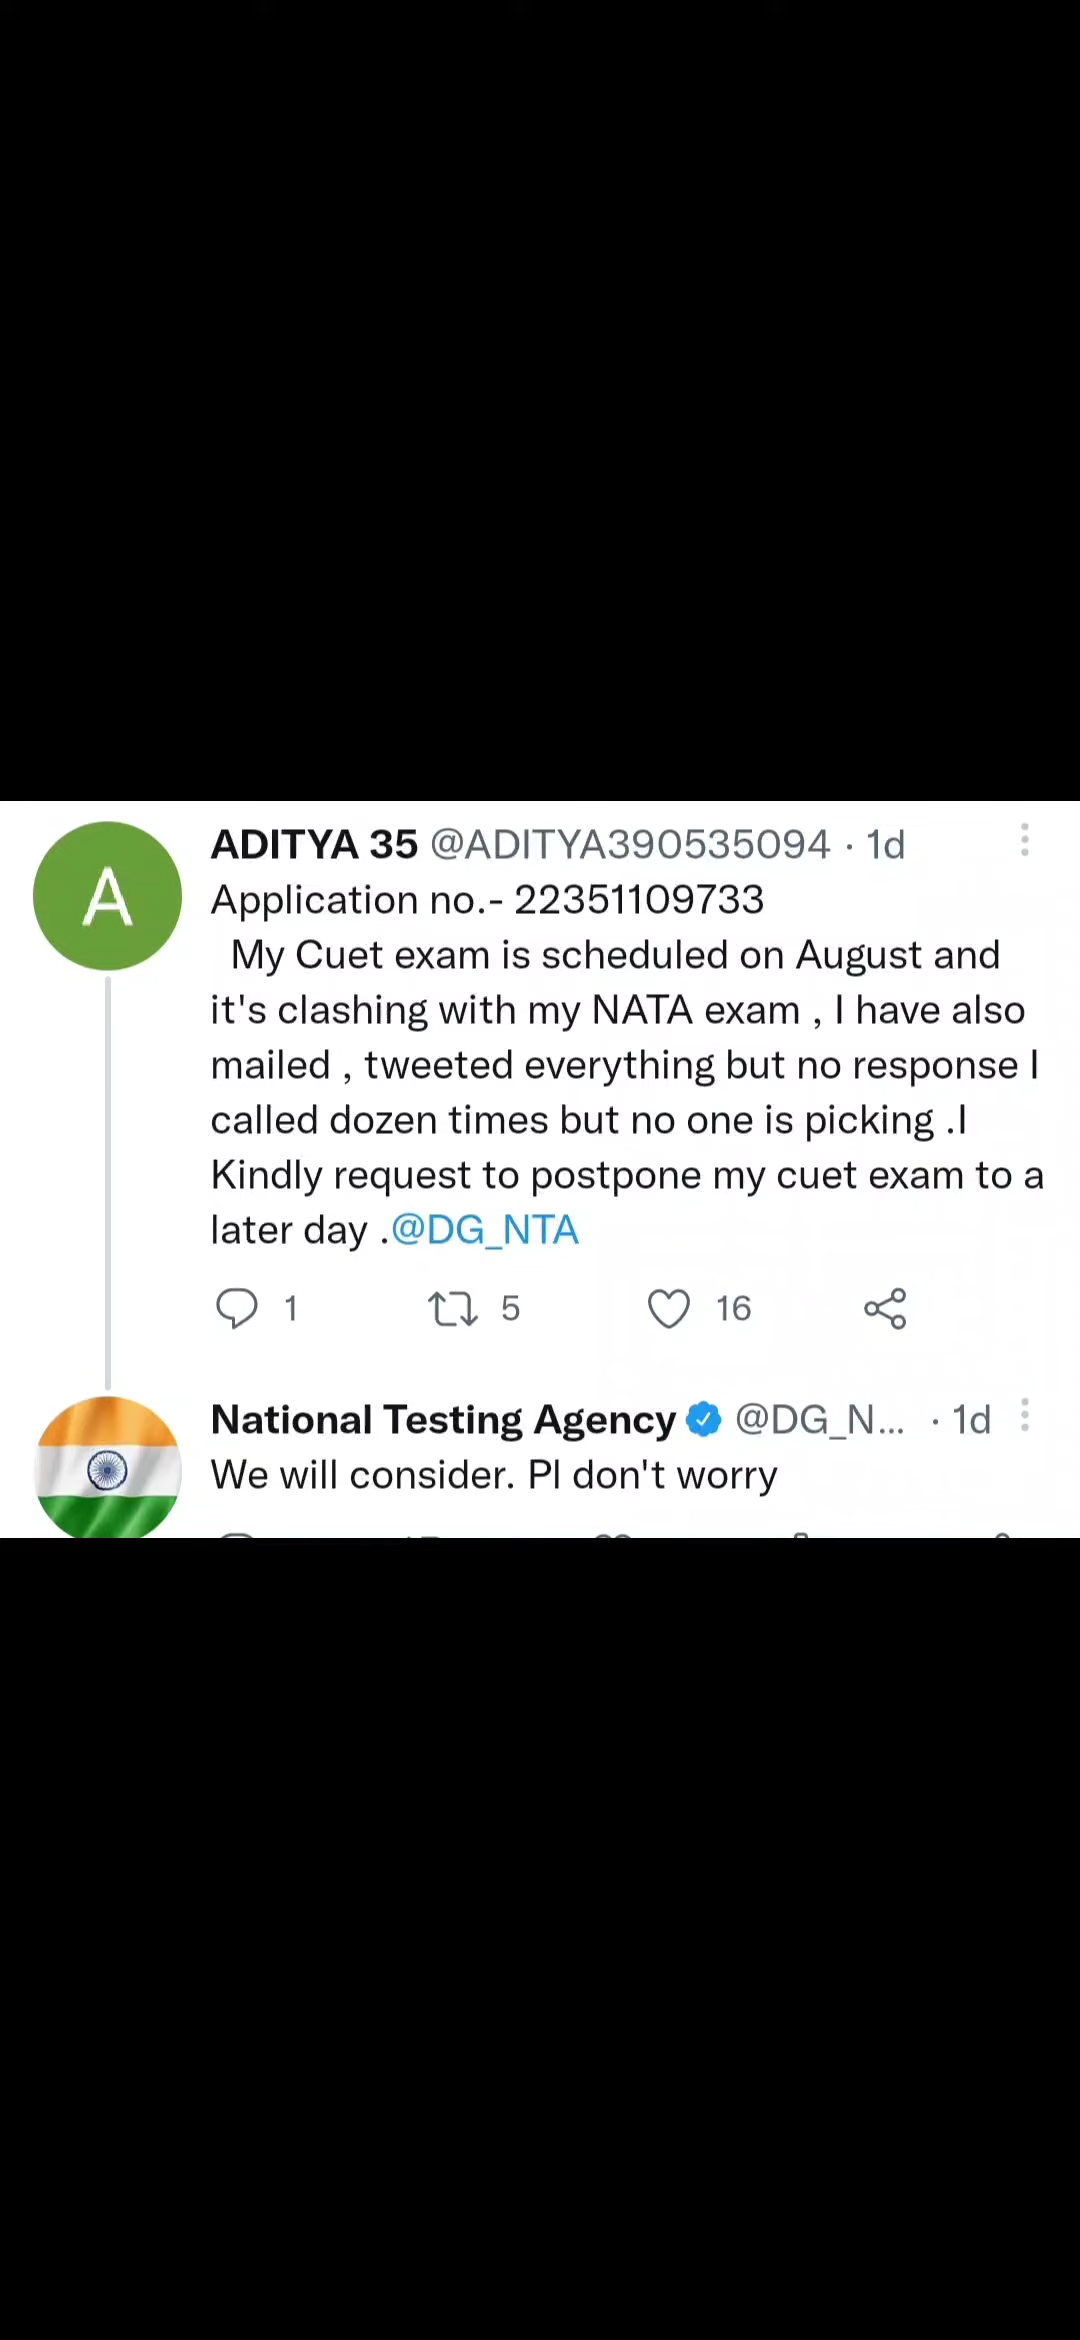 A
ADITYA 35 @ADITYA390535094 · 1d
Application no.- 22351109733
My Cuet exam is scheduled on August and
it's clashing with my NATA exam , I have also
mailed , tweeted everything but no response I
called dozen times but no one is picking .I
Kindly request to postpone my cuet exam to a
later day .@DG_NTA
1 5 16
National Testing Agency @DG_N... · 1d
We will consider. Pl don't worry